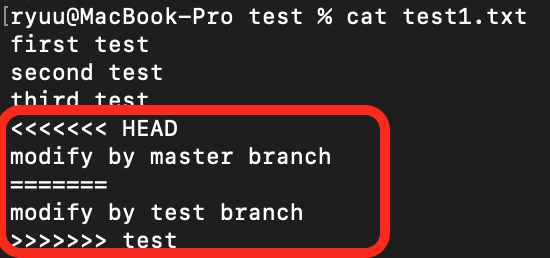 [ryuu@MacBook-Pro test % cat test1.txt
first test
second test
third test
<<<<<<< HEAD
modify by master branch
=======
modify by test branch
>>>>>>> test